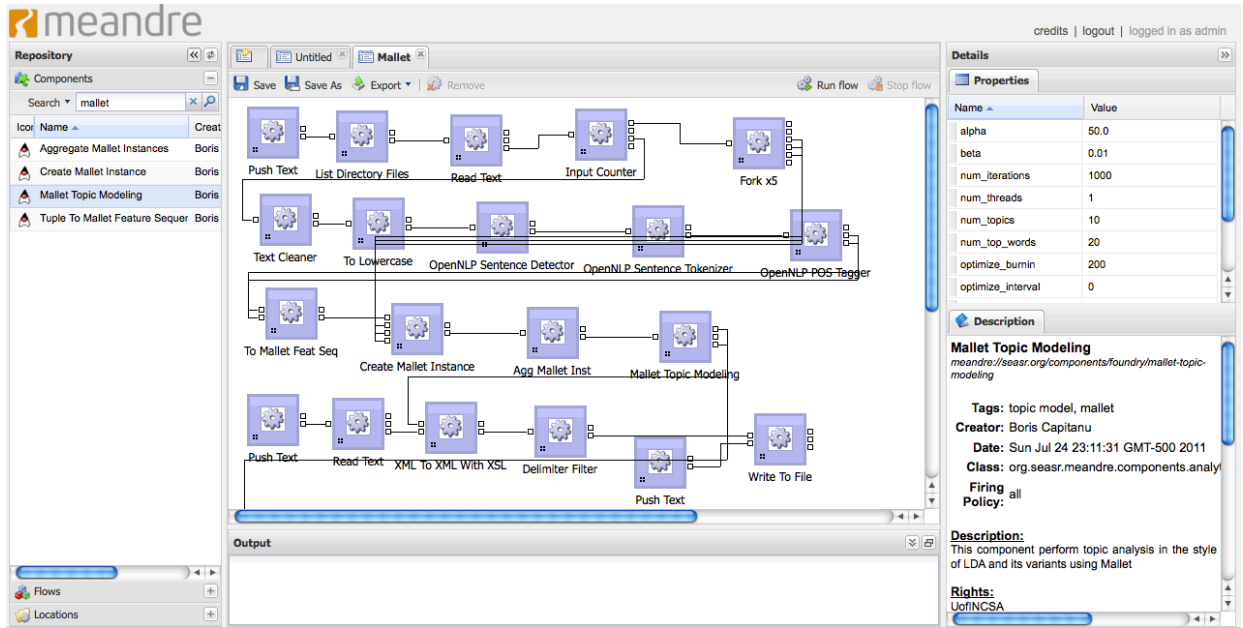 meandre
credits | logout | logged in as admin
Repository
Components
Search mallet
Icon Name Creat
Aggregate Mallet Instances Boris
Create Mallet Instance Boris
Mallet Topic Modeling Boris
Tuple To Mallet Feature Sequer Boris
Flows
Locations
Untitled Mallet
Save Save As Export Remove Run flow Stop flow
Push Text List Directory Files Read Text Input Counter Fork x5
Text Cleaner To Lowercase OpenNLP Sentence Detector OpenNLP Sentence Tokenizer OpenNLP POS Tagger
To Mallet Feat Seq
Create Mallet Instance Agg Mallet Inst Mallet Topic Modeling
Push Text Read Text XML To XML With XSL Delimiter Filter Push Text Write To File
Output
Details
Properties
Name Value
alpha 50.0
beta 0.01
num_iterations 1000
num_threads 1
num_topics 10
num_top_words 20
optimize_burnin 200
optimize_interval 0
Description
Mallet Topic Modeling
meandre://seasr.org/components/foundry/mallet-topic-
modeling
Tags: topic model, mallet
Creator: Boris Capitanu
Date: Sun Jul 24 23:11:31 GMT-500 2011
Class: org.seasr.meandre.components.analyt
Firing
Policy: all
Description:
This component perform topic analysis in the style
of LDA and its variants using Mallet
Rights:
UofINCSA